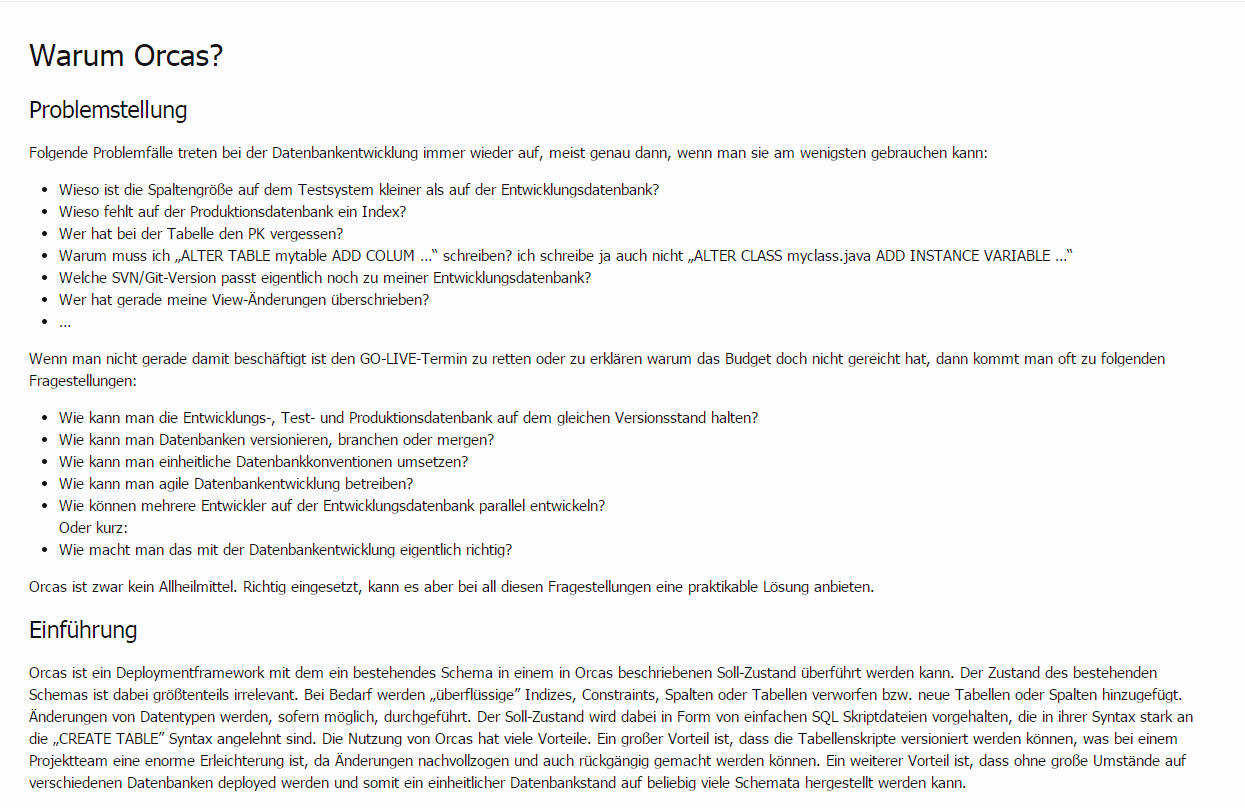 Warum Orcas?
Problemstellung
Folgende Problemfälle treten bei der Datenbankentwicklung immer wieder auf, meist genau dann, wenn man sie am wenigsten gebrauchen kann:
• Wieso ist die Spaltengröße auf dem Testsystem kleiner als auf der Entwicklungsdatenbank?
• Wieso fehlt auf der Produktionsdatenbank ein Index?
• Wer hat bei der Tabelle den PK vergessen?
• Warum muss ich „ALTER TABLE mytable ADD COLUM …“ schreiben? ich schreibe ja auch nicht „ALTER CLASS myclass.java ADD INSTANCE VARIABLE …“
• Welche SVN/Git-Version passt eigentlich noch zu meiner Entwicklungsdatenbank?
• Wer hat gerade meine View-Änderungen überschrieben?
• …
Wenn man nicht gerade damit beschäftigt ist den GO-LIVE-Termin zu retten oder zu erklären warum das Budget doch nicht gereicht hat, dann kommt man oft zu folgenden
Fragestellungen:
• Wie kann man die Entwicklungs-, Test- und Produktionsdatenbank auf dem gleichen Versionsstand halten?
• Wie kann man Datenbanken versionieren, branchen oder mergen?
• Wie kann man einheitliche Datenbankkonventionen umsetzen?
• Wie kann man agile Datenbankentwicklung betreiben?
• Wie können mehrere Entwickler auf der Entwicklungsdatenbank parallel entwickeln?
Oder kurz:
• Wie macht man das mit der Datenbankentwicklung eigentlich richtig?
Orcas ist zwar kein Allheilmittel. Richtig eingesetzt, kann es aber bei all diesen Fragestellungen eine praktikable Lösung anbieten.
Einführung
Orcas ist ein Deploymentframework mit dem ein bestehendes Schema in einem in Orcas beschriebenen Soll-Zustand überführt werden kann. Der Zustand des bestehenden
Schemas ist dabei größtenteils irrelevant. Bei Bedarf werden „überflüssige” Indizes, Constraints, Spalten oder Tabellen verworfen bzw. neue Tabellen oder Spalten hinzugefügt.
Änderungen von Datentypen werden, sofern möglich, durchgeführt. Der Soll-Zustand wird dabei in Form von einfachen SQL Skriptdateien vorgehalten, die in ihrer Syntax stark an
die „CREATE TABLE” Syntax angelehnt sind. Die Nutzung von Orcas hat viele Vorteile. Ein großer Vorteil ist, dass die Tabellenskripte versioniert werden können, was bei einem
Projektteam eine enorme Erleichterung ist, da Änderungen nachvollzogen und auch rückgängig gemacht werden können. Ein weiterer Vorteil ist, dass ohne große Umstände auf
verschiedenen Datenbanken deployed werden und somit ein einheitlicher Datenbankstand auf beliebig viele Schemata hergestellt werden kann.